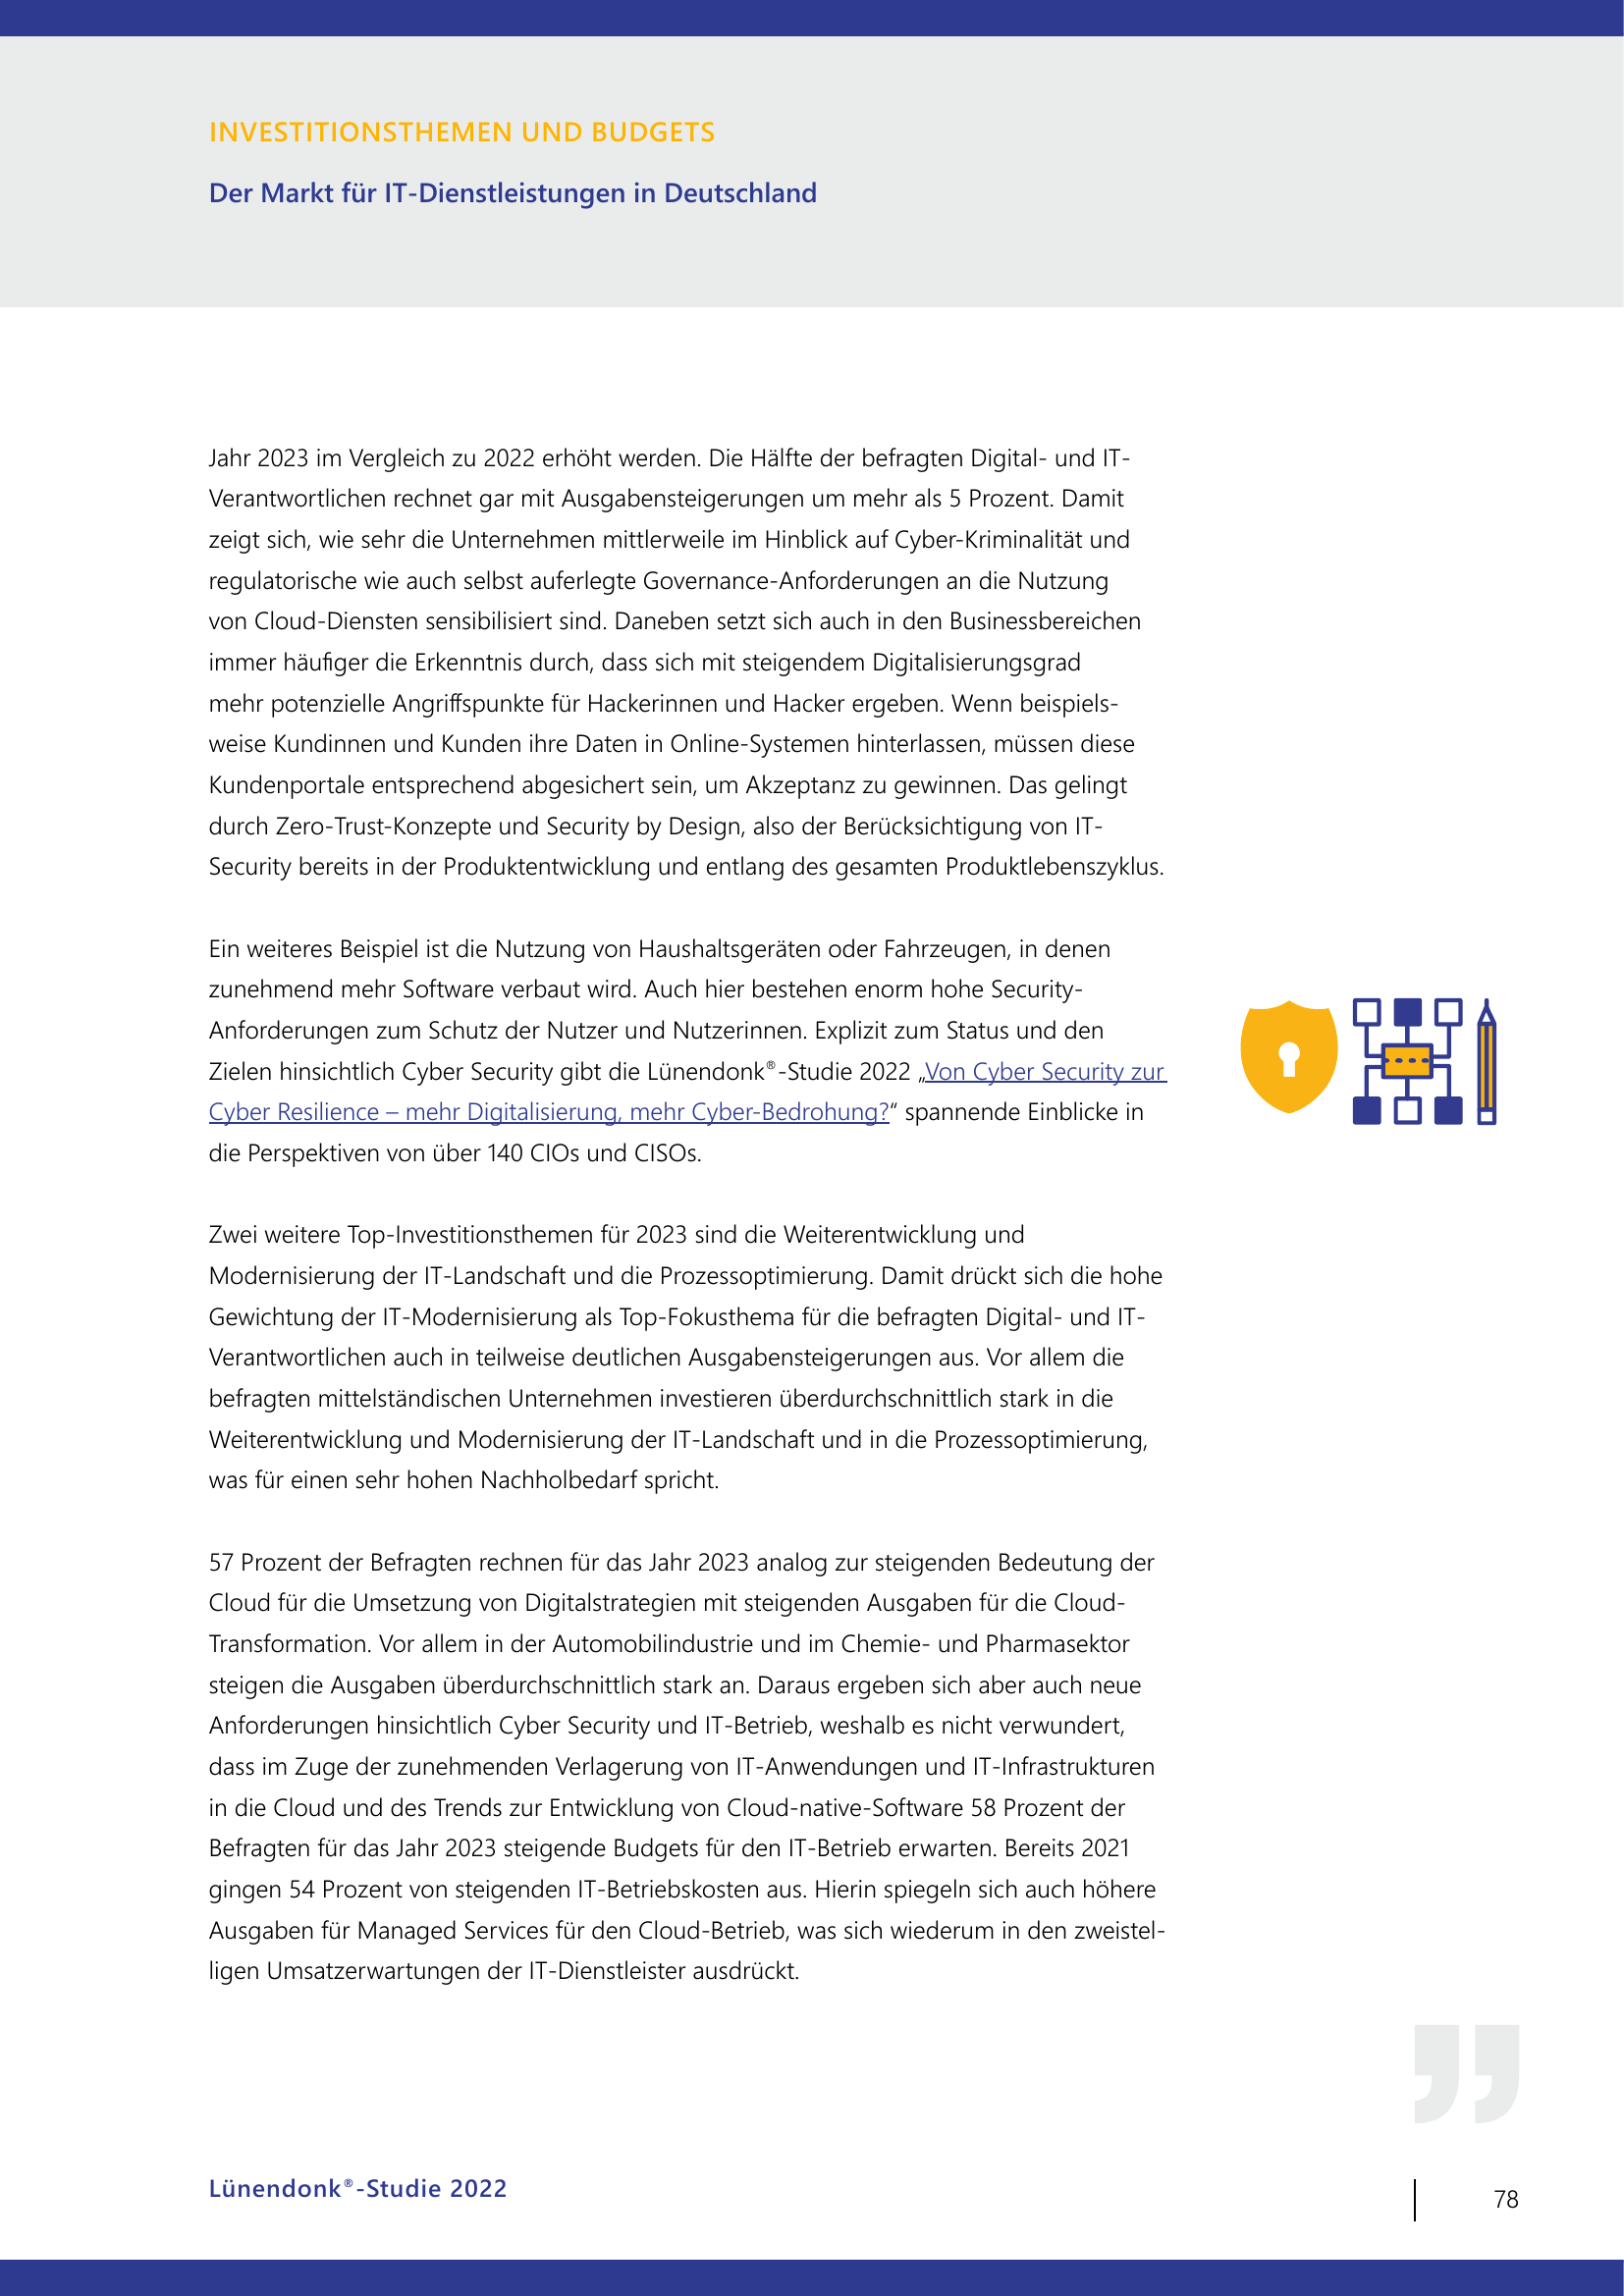 INVESTITIONSTHEMEN UND BUDGETS
Der Markt für IT-Dienstleistungen in Deutschland
Jahr 2023 im Vergleich zu 2022 erhöht werden. Die Hälfte der befragten Digital- und IT-
Verantwortlichen rechnet gar mit Ausgabensteigerungen um mehr als 5 Prozent. Damit
zeigt sich, wie sehr die Unternehmen mittlerweile im Hinblick auf Cyber-Kriminalität und
regulatorische wie auch selbst auferlegte Governance-Anforderungen an die Nutzung
von Cloud-Diensten sensibilisiert sind. Daneben setzt sich auch in den Businessbereichen
immer häufiger die Erkenntnis durch, dass sich mit steigendem Digitalisierungsgrad
mehr potenzielle Angriffspunkte für Hackerinnen und Hacker ergeben. Wenn beispiels-
weise Kundinnen und Kunden ihre Daten in Online-Systemen hinterlassen, müssen diese
Kundenportale entsprechend abgesichert sein, um Akzeptanz zu gewinnen. Das gelingt
durch Zero-Trust-Konzepte und Security by Design, also der Berücksichtigung von IT-
Security bereits in der Produktentwicklung und entlang des gesamten Produktlebenszyklus.
Ein weiteres Beispiel ist die Nutzung von Haushaltsgeräten oder Fahrzeugen, in denen
zunehmend mehr Software verbaut wird. Auch hier bestehen enorm hohe Security-
Anforderungen zum Schutz der Nutzer und Nutzerinnen. Explizit zum Status und den
Zielen hinsichtlich Cyber Security gibt die Lünendonk®-Studie 2022 „Von Cyber Security zur
Cyber Resilience – mehr Digitalisierung, mehr Cyber-Bedrohung?“ spannende Einblicke in
die Perspektiven von über 140 CIOs und CISOs.
Zwei weitere Top-Investitionsthemen für 2023 sind die Weiterentwicklung und
Modernisierung der IT-Landschaft und die Prozessoptimierung. Damit drückt sich die hohe
Gewichtung der IT-Modernisierung als Top-Fokusthema für die befragten Digital- und IT-
Verantwortlichen auch in teilweise deutlichen Ausgabensteigerungen aus. Vor allem die
befragten mittelständischen Unternehmen investieren überdurchschnittlich stark in die
Weiterentwicklung und Modernisierung der IT-Landschaft und in die Prozessoptimierung,
was für einen sehr hohen Nachholbedarf spricht.
57 Prozent der Befragten rechnen für das Jahr 2023 analog zur steigenden Bedeutung der
Cloud für die Umsetzung von Digitalstrategien mit steigenden Ausgaben für die Cloud-
Transformation. Vor allem in der Automobilindustrie und im Chemie- und Pharmasektor
steigen die Ausgaben überdurchschnittlich stark an. Daraus ergeben sich aber auch neue
Anforderungen hinsichtlich Cyber Security und IT-Betrieb, weshalb es nicht verwundert,
dass im Zuge der zunehmenden Verlagerung von IT-Anwendungen und IT-Infrastrukturen
in die Cloud und des Trends zur Entwicklung von Cloud-native-Software 58 Prozent der
Befragten für das Jahr 2023 steigende Budgets für den IT-Betrieb erwarten. Bereits 2021
gingen 54 Prozent von steigenden IT-Betriebskosten aus. Hierin spiegeln sich auch höhere
Ausgaben für Managed Services für den Cloud-Betrieb, was sich wiederum in den zweistel-
ligen Umsatzerwartungen der IT-Dienstleister ausdrückt.
Lünendonk®-Studie 2022
78